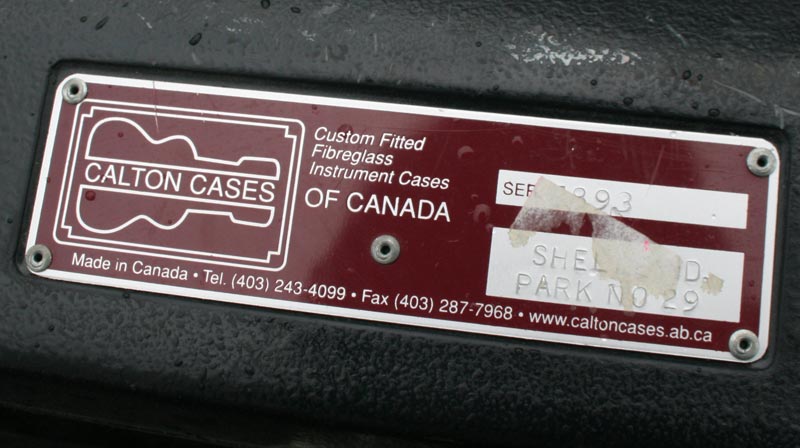 CALTON CASES
Custom Fitted
Fibreglass
Instrument Cases
OF CANADA
Made in Canada • Tel. (403) 243-4099 • Fax (403) 287-7968 • www.caltoncases.ab.ca
PARK NO 29